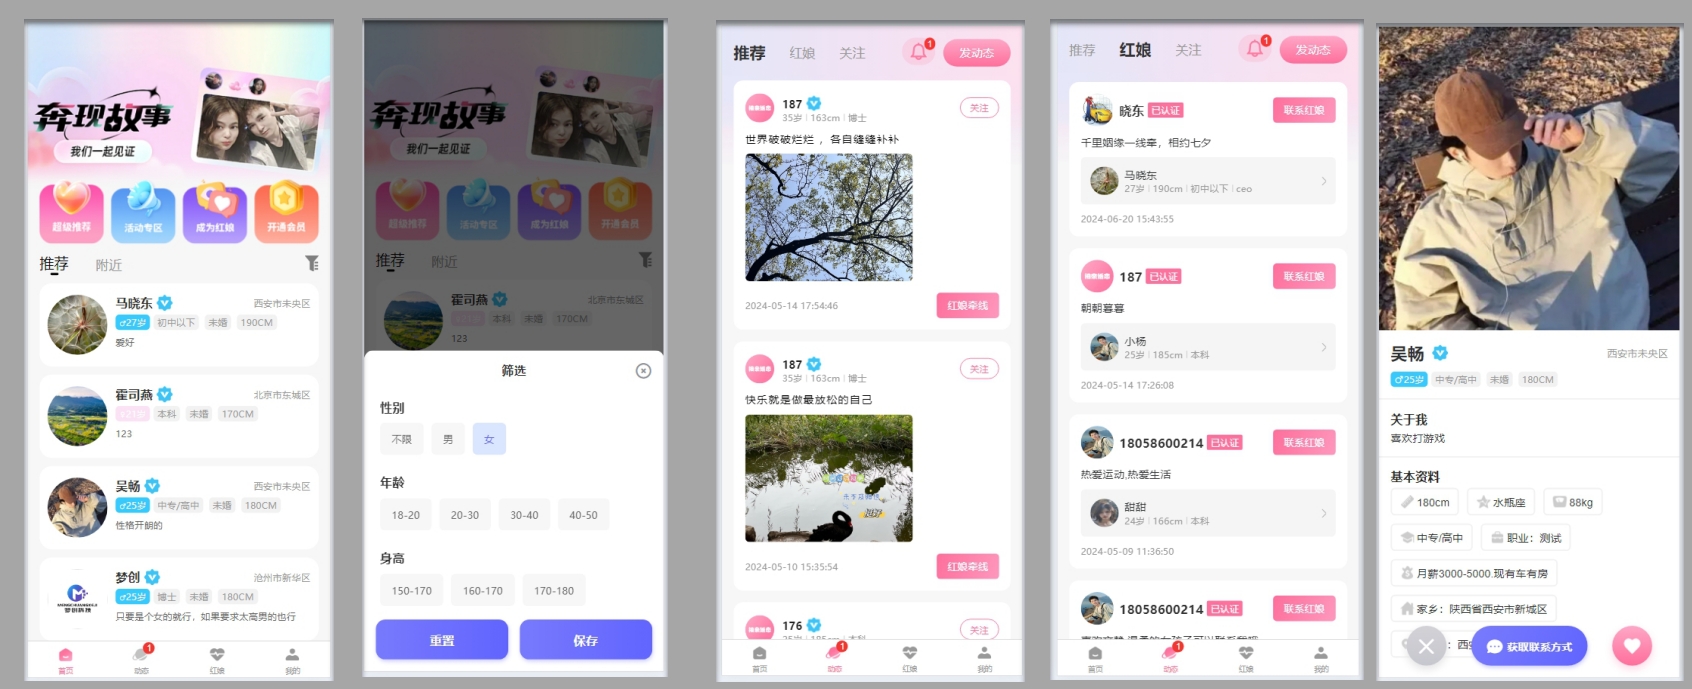 奔现故事
我们一起见证
超级推荐
活动专区
成为红娘
开通会员
推荐
附近
马晓东
西安市未央区
♂27岁
初中以下
未婚
190CM
爱好
霍司燕
北京市东城区
本科
未婚
170CM
123
吴畅
西安市未央区
♂25岁
中专/高中
未婚
180CM
性格开朗的
梦创
沧州市新华区
♂25岁
博士
未婚
180CM
只要是个女的就行，如果要求太高男的也行
首页
动态
1
红娘
我的
奔现故事
我们一起见证
超级推荐
活动专区
成为红娘
开通会员
推荐
附近
霍司燕
北京市东城区
本科
未婚
170CM
123
筛选
性别
不限
男
女
年龄
18-20
20-30
30-40
40-50
身高
150-170
160-170
170-180
重置
保存
推荐
红娘
关注
1
发动态
187
关注
35岁
163cm
博士
世界破破烂烂 ，各自缝缝补补
2024-05-14 17:54:46
红娘牵线
187
关注
35岁
163cm
博士
快乐就是做最放松的自己
2024-05-10 15:35:54
红娘牵线
176
关注
首页
动态
1
红娘
我的
推荐
红娘
关注
1
发动态
晓东
已认证
联系红娘
千里姻缘一线牵，相约七夕
马晓东
27岁
190cm
初中以下
ceo
2024-06-20 15:43:55
187
已认证
联系红娘
朝朝暮暮
小杨
25岁
185cm
本科
2024-05-14 17:26:08
18058600214
已认证
联系红娘
热爱运动,热爱生活
甜甜
24岁
166cm
本科
2024-05-09 11:36:50
18058600214
已认证
联系红娘
首页
动态
1
红娘
我的
吴畅
西安市未央区
♂25岁
中专/高中
未婚
180CM
关于我
喜欢打游戏
基本资料
180cm
水瓶座
88kg
中专/高中
职业：测试
月薪3000-5000.现有车有房
家乡：陕西省西安市新城区
获取联系方式